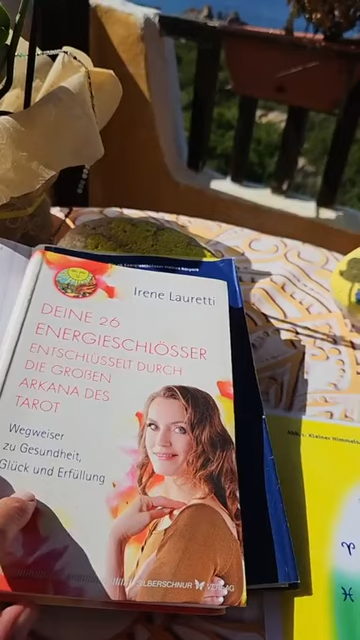 Irene Lauretti
DEINE 26
ENERGIESCHLÖSSER
ENTSCHLÜSSELT DURCH
DIE GROßEN
ARKANA DES
TAROT
Wegweiser
zu Gesundheit,
Glück und Erfüllung
SILBERSCHNUR VERLAG